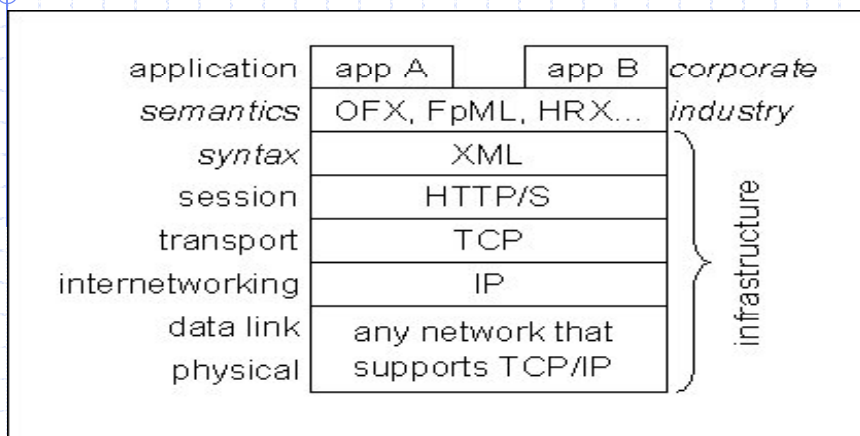 application app A app B corporate
semantics OFX, FpML, HRX... industry
syntax XML
session HTTP/S
transport TCP
internetworking IP
data link any network that
physical supports TCP/IP
infrastructure